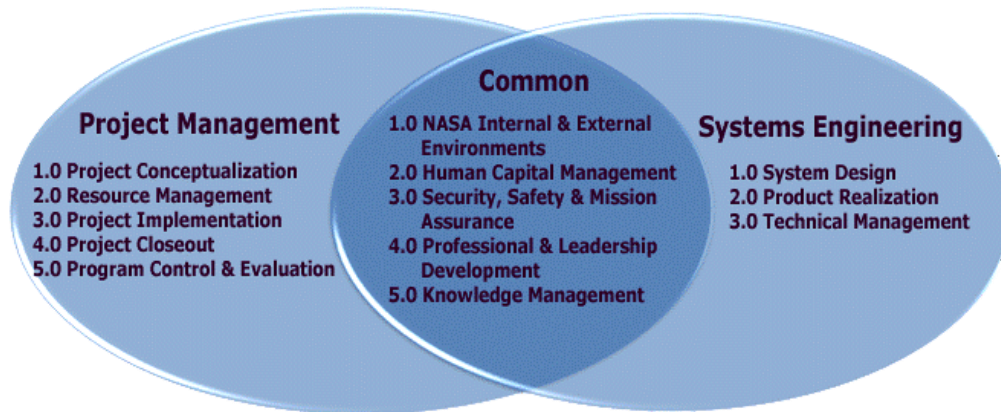 Project Management
1.0 Project Conceptualization
2.0 Resource Management
3.0 Project Implementation
4.0 Project Closeout
5.0 Program Control & Evaluation
Common
1.0 NASA Internal & External
Environments
2.0 Human Capital Management
3.0 Security, Safety & Mission
Assurance
4.0 Professional & Leadership
Development
5.0 Knowledge Management
Systems Engineering
1.0 System Design
2.0 Product Realization
3.0 Technical Management